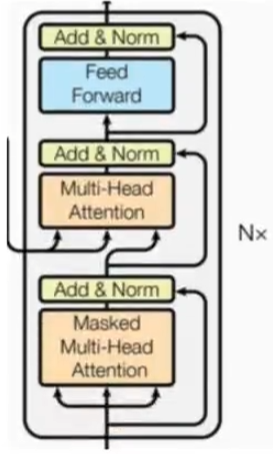 Add & Norm
Feed
Forward
Add & Norm
Multi-Head
Attention
N×
Add & Norm
Masked
Multi-Head
Attention